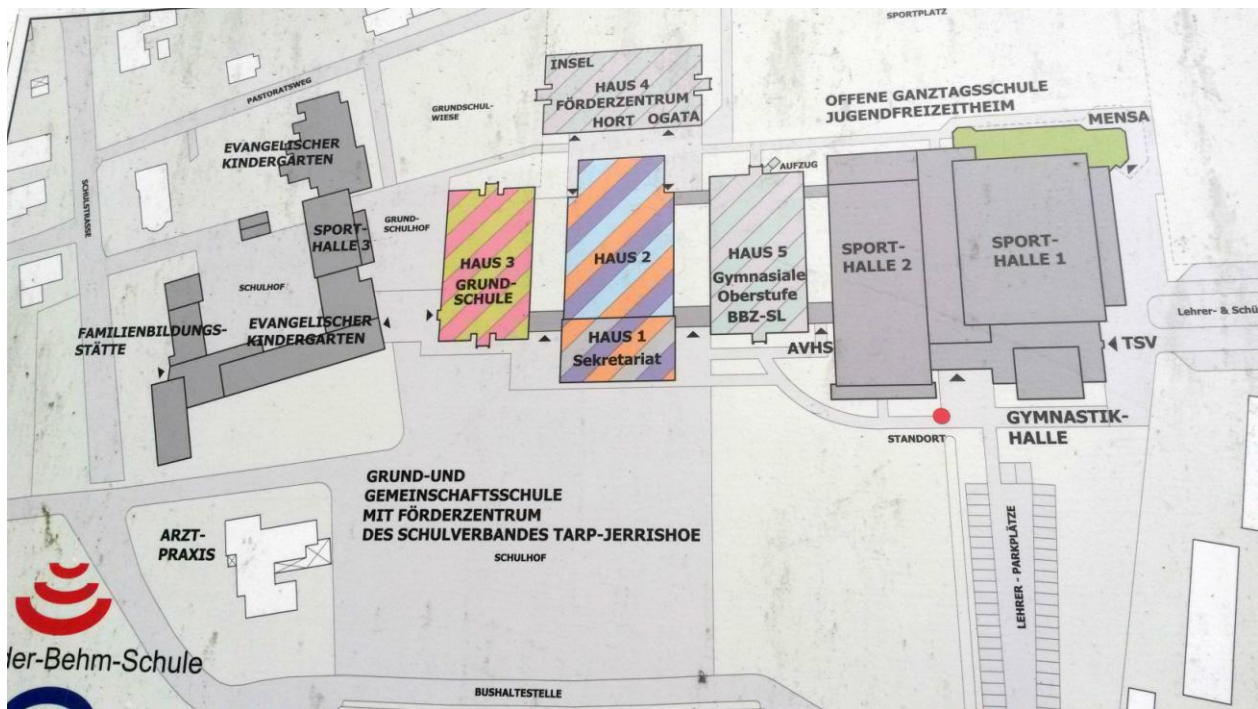 SPORTPLATZ
INSEL
HAUS 4
FÖRDERZENTRUM
HORT OGATA
PASTORATSWEG
GRUNDSCHUL-
WIESE
OFFENE GANZTAGSSCHULE
JUGENDFREIZEITHEIM
MENSA
EVANGELISCHER
KINDERGARTEN
AUFZUG
SCHULSTRASSE
SPORT-
HALLE 3
GRUND-
SCHULHOF
HAUS 3
GRUND-
SCHULE
HAUS 2
HAUS 5
Gymnasiale
Oberstufe
BBZ-SL
SPORT-
HALLE 2
SPORT-
HALLE 1
SCHULHOF
Lehrer- & Schü
FAMILIENBILDUNGS-
STÄTTE
EVANGELISCHER
KINDERGARTEN
HAUS 1
Sekretariat
AVHS
TSV
GYMNASTIK-
HALLE
STANDORT
GRUND-UND
GEMEINSCHAFTSSCHULE
MIT FÖRDERZENTRUM
DES SCHULVERBANDES TARP-JERRISHOE
SCHULHOF
ARZT-
PRAXIS
LEHRER - PARKPLÄTZE
der-Behm-Schule
BUSHALTESTELLE